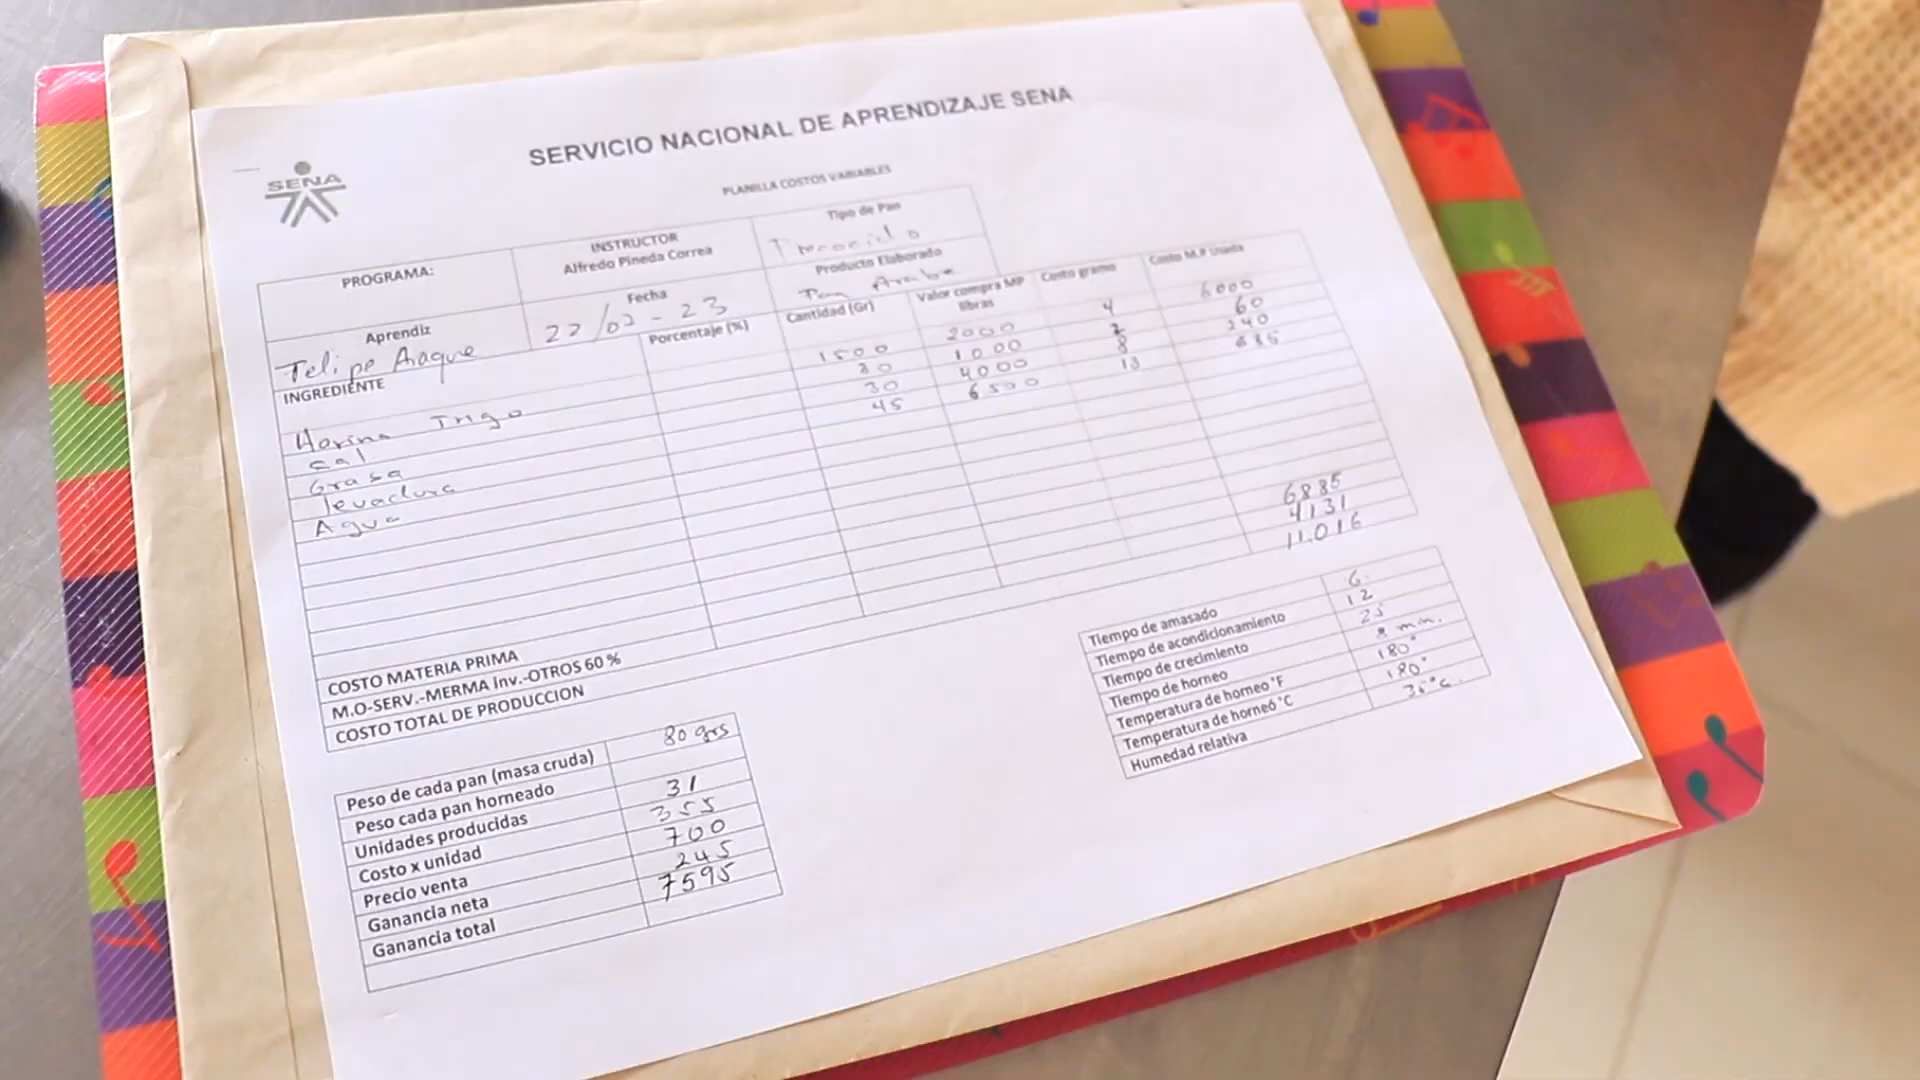 SERVICIO NACIONAL DE APRENDIZAJE SENA
SENA
PLANILLA COSTOS VARIABLES
PROGRAMA:
INSTRUCTOR
Alfredo Pineda Correa
Tipo de Pan
Producto Elaborado
Pan Arabe
Aprendiz
Felipe Araque
Fecha
INGREDIENTE
Porcentaje (%)
Cantidad (Gr)
Valor compra MP libras
Costo gramo
Costo M.P Usada
Harina Trigo 1500 2000 4 6000
Sal 30 1000 2 60
Grasa 30 4000 8 240
levadura 45 6500 13
Agua
COSTO MATERIA PRIMA 6885
M.O-SERV.-MERMA Inv.-OTROS 60 % 4131
COSTO TOTAL DE PRODUCCION 11.016
Peso de cada pan (masa cruda) 80 grs
Peso cada pan horneado
Unidades producidas 31
Costo x unidad 355
Precio venta 700
Ganancia neta 245
Ganancia total 7595
Tiempo de amasado 6
Tiempo de acondicionamiento 12
Tiempo de crecimiento 25
Tiempo de horneo 8 min.
Temperatura de horneo °F 180°
Temperatura de horneó °C 180°
Humedad relativa 35°c.